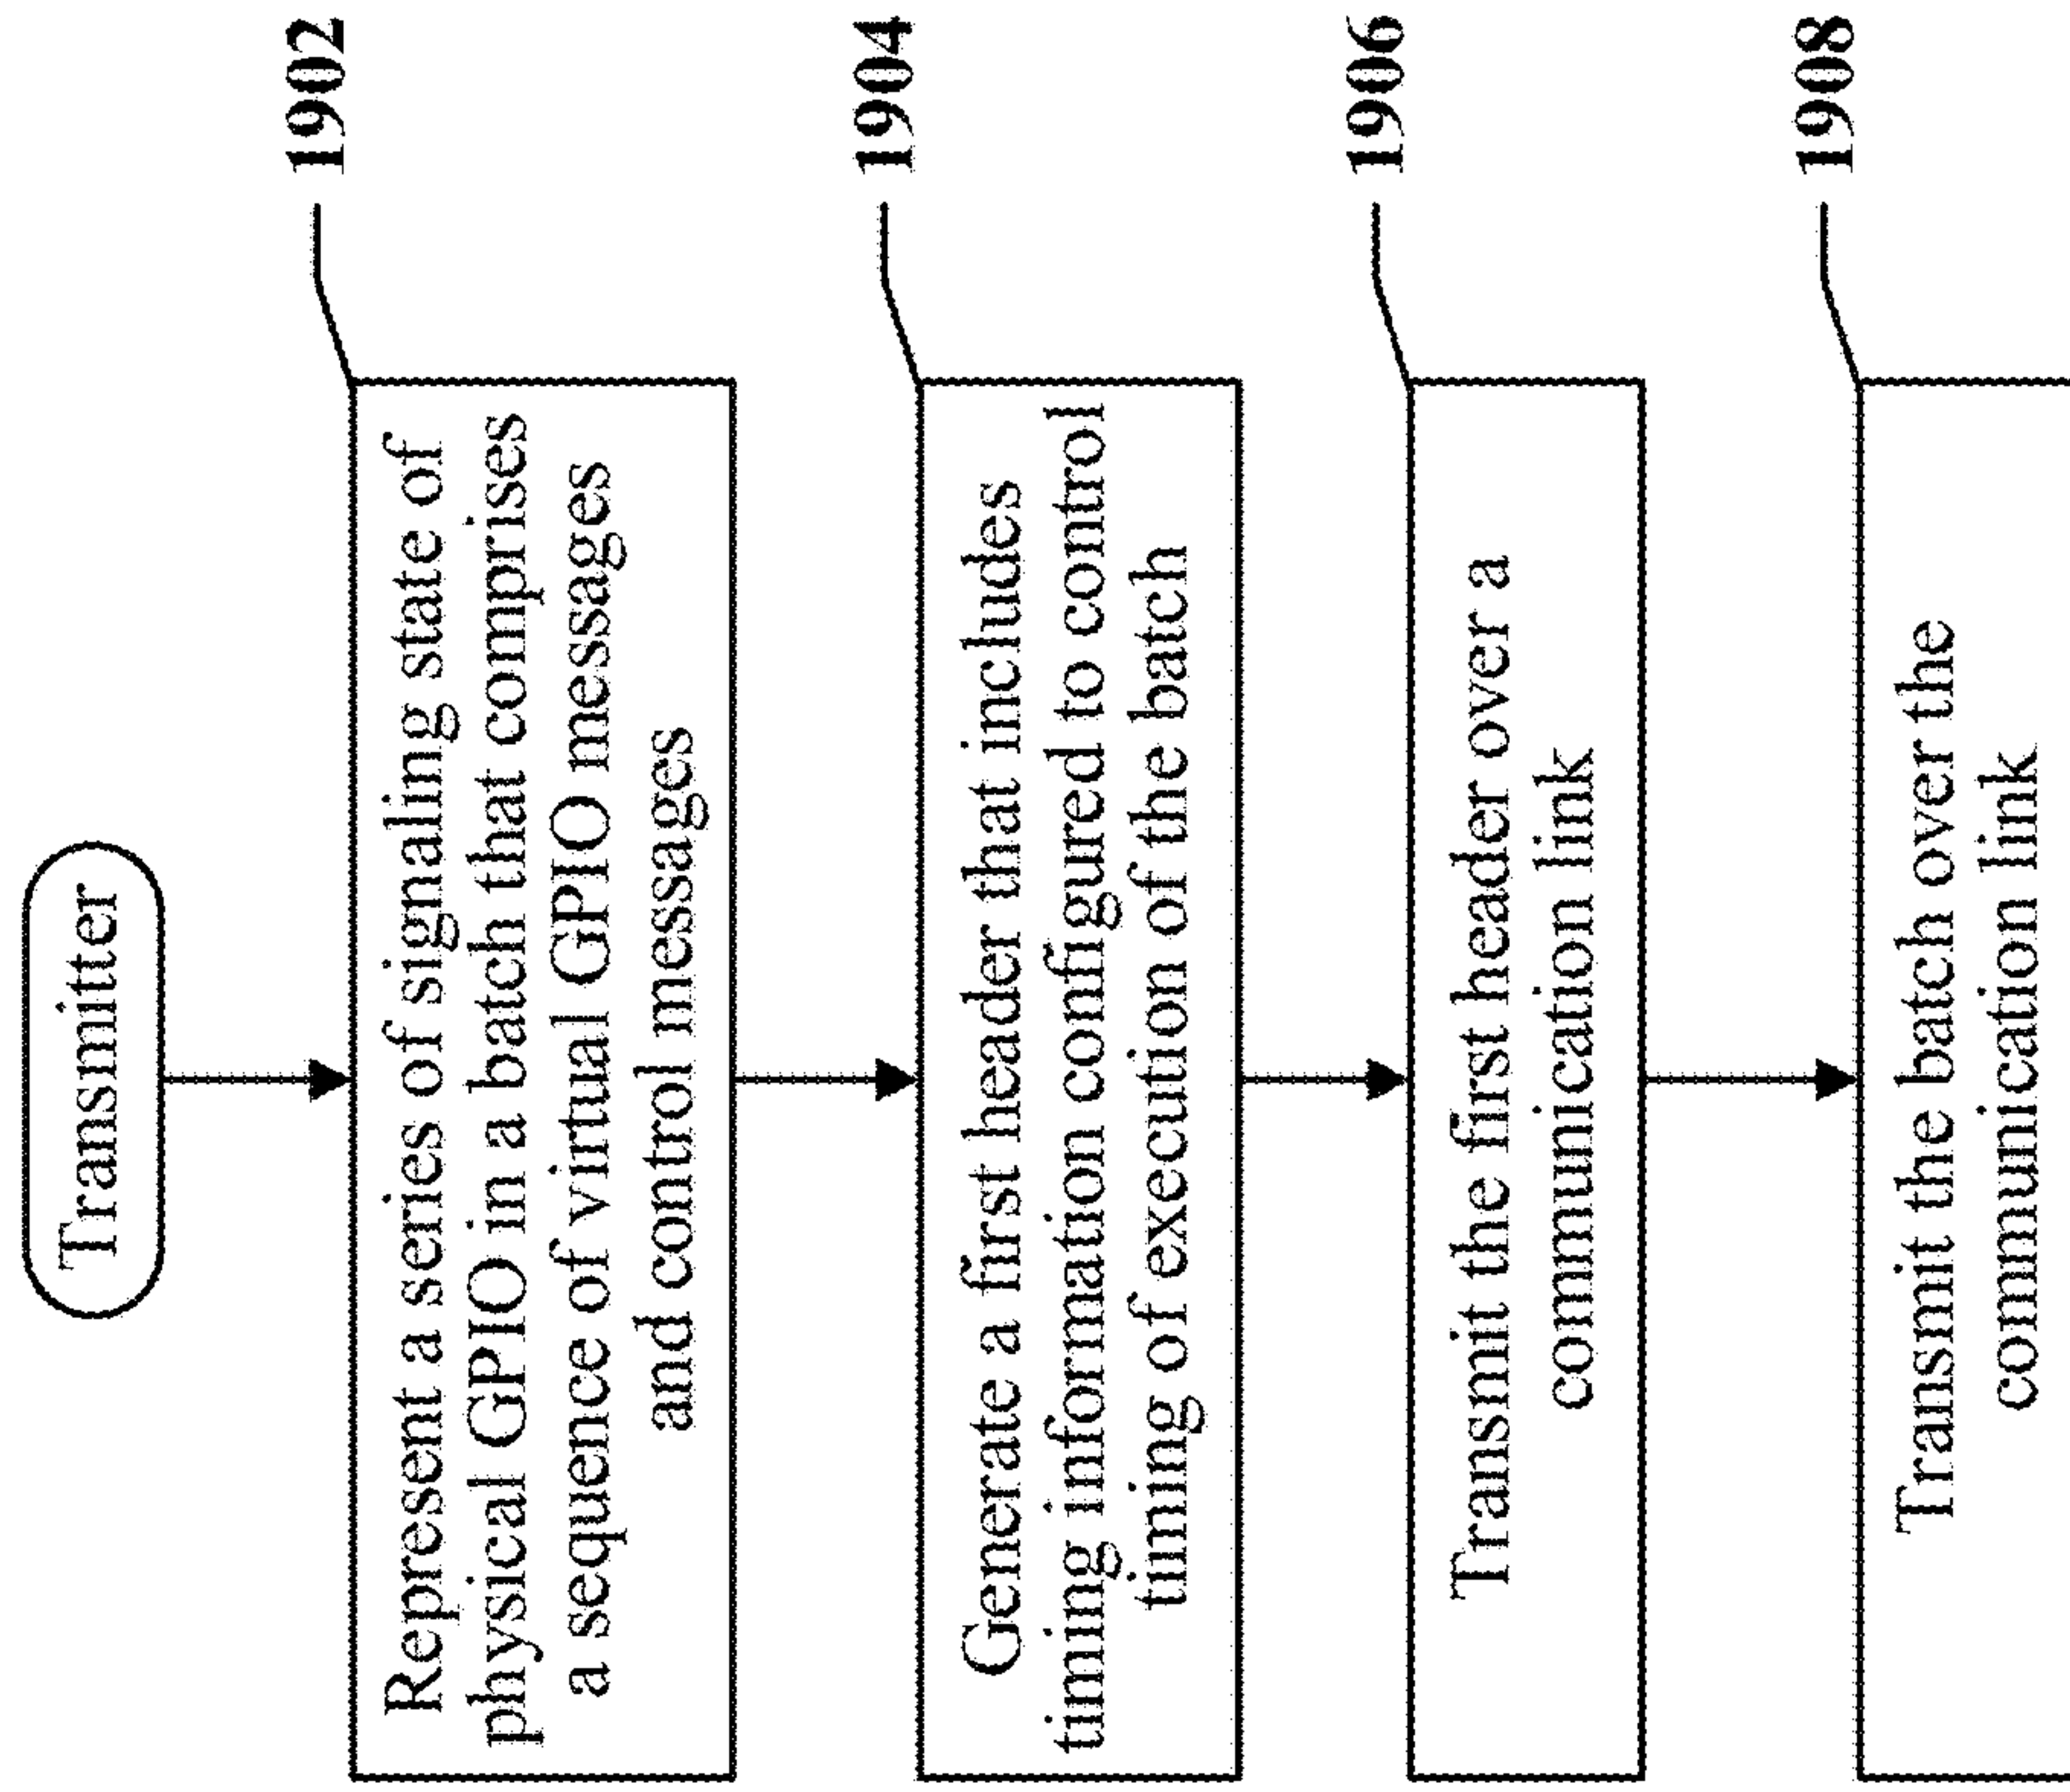 Transmitter
1902
Represent a series of signaling state of
physical GPIO in a batch that comprises
a sequence of virtual GPIO messages
and control messages
1904
Generate a first header that includes
timing information configured to control
timing of execution of the batch
1906
Transmit the first header over a
communication link
1908
Transmit the batch over the
communication link